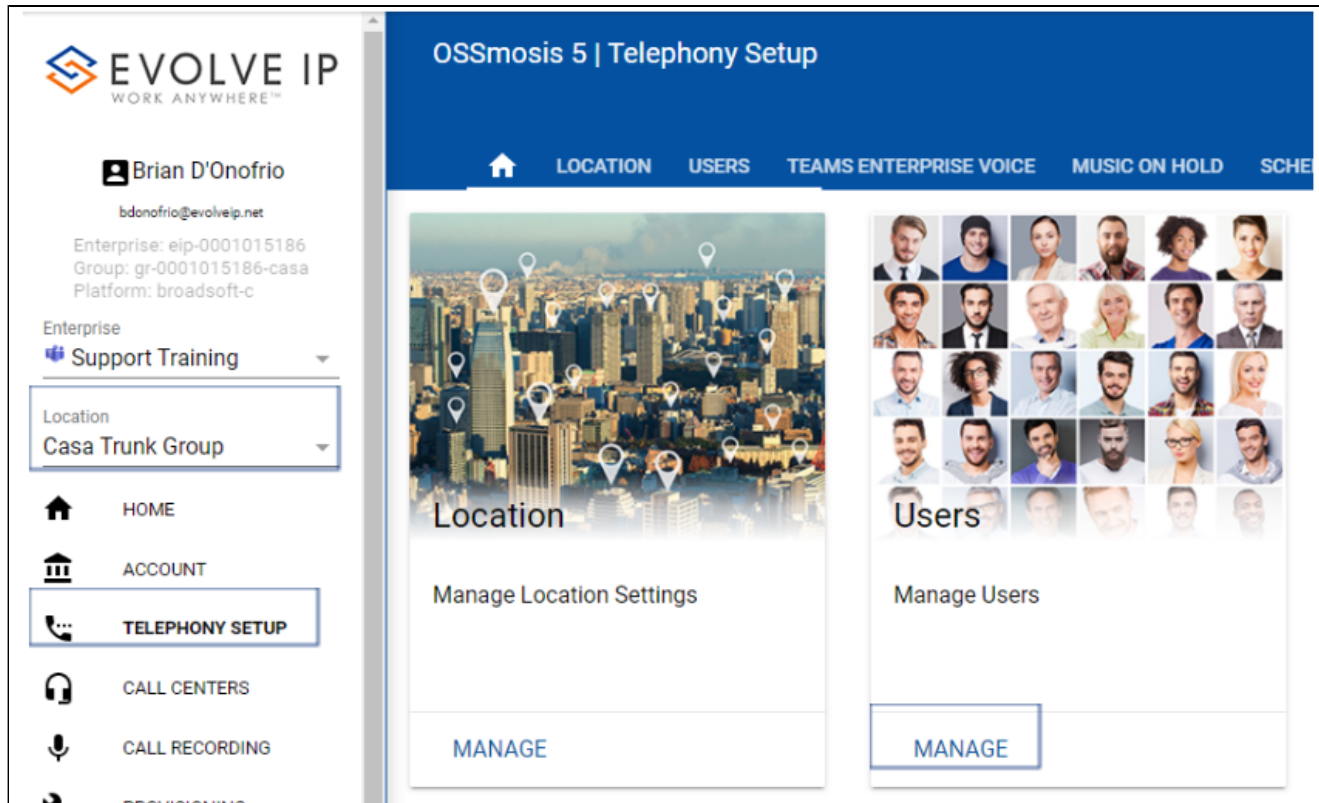 EVOLVE IP
WORK ANYWHERE™
Brian D'Onofrio
bdonofrio@evolveip.net
Enterprise: eip-0001015186
Group: gr-0001015186-casa
Platform: broadsoft-c
Enterprise
Support Training
Location
Casa Trunk Group
HOME
ACCOUNT
TELEPHONY SETUP
CALL CENTERS
CALL RECORDING
PROVISIONING
OSSmosis 5 | Telephony Setup
LOCATION USERS TEAMS ENTERPRISE VOICE MUSIC ON HOLD SCHE
Location
Manage Location Settings
MANAGE
Users
Manage Users
MANAGE